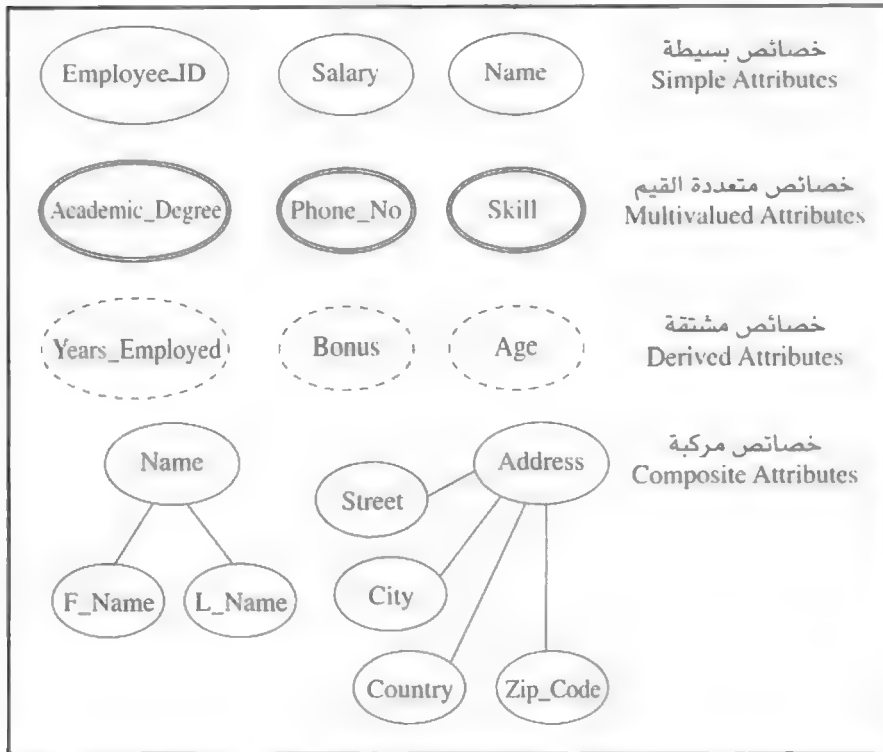 Employee_ID Salary Name خصائص بسيطة
Simple Attributes
Academic_Degree Phone_No Skill خصائص متعددة القيم
Multivalued Attributes
Years_Employed Bonus Age خصائص مشتقة
Derived Attributes
Name Address خصائص مركبة
Composite Attributes
Street
City
F_Name L_Name
Country Zip_Code